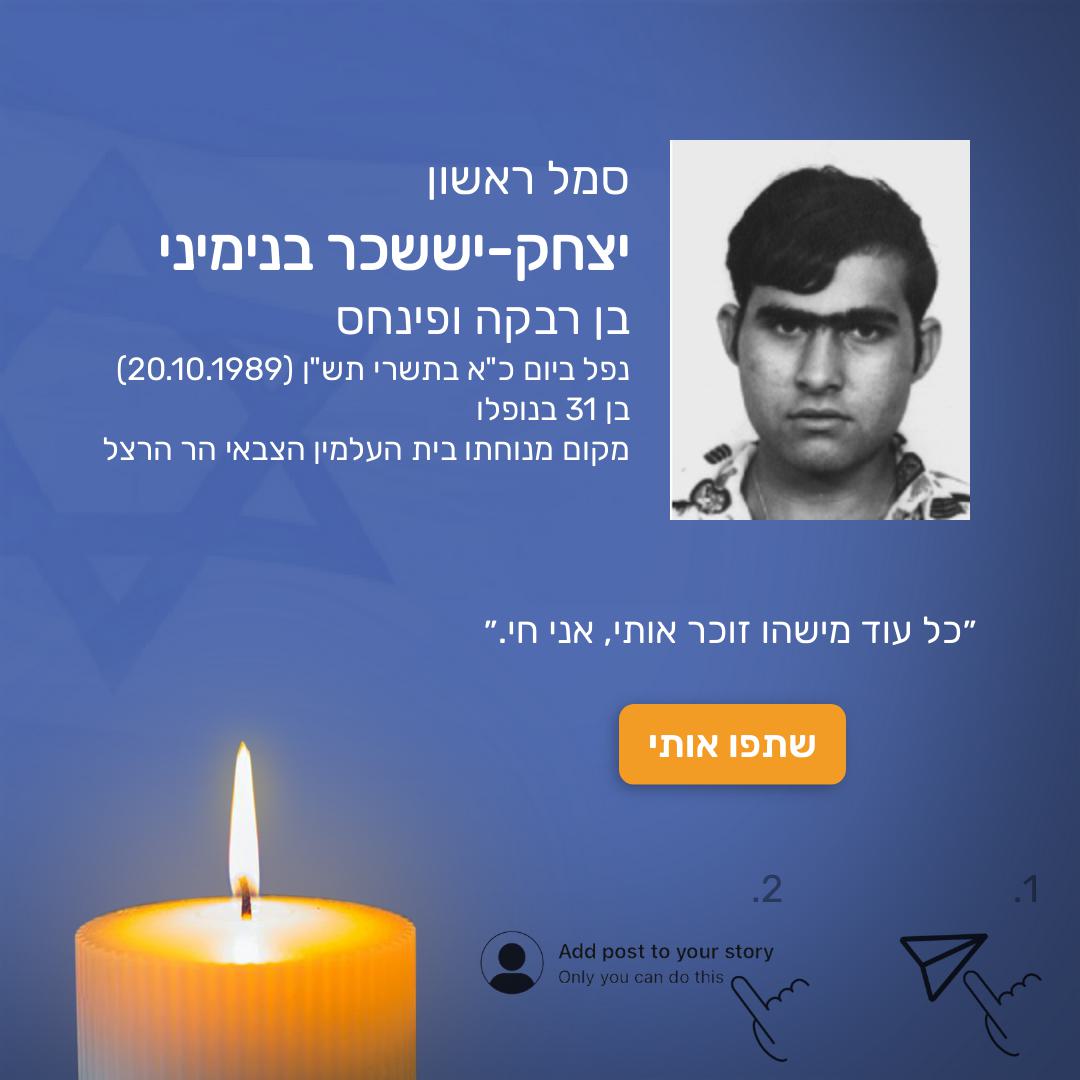 סמל ראשון
יצחק-יששכר בנימיני
בן רבקה ופינחס
נפל ביום כ"א בתשרי תש"ן (20.10.1989)
בן 31 בנופלו
מקום מנוחתו בית העלמין הצבאי הר הרצל
״כל עוד מישהו זוכר אותי, אני חי.״
שתפו אותי
.1
.2
Add post to your story
Only you can do this